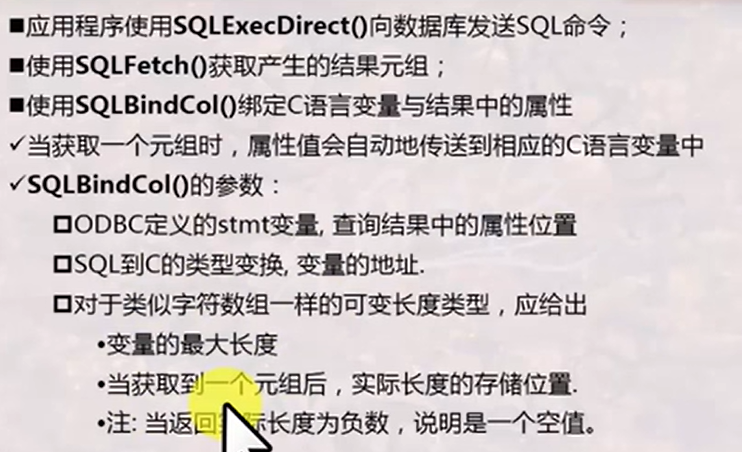 ■应用程序使用SQLExecDirect()向数据库发送SQL命令；
■使用SQLFetch()获取产生的结果元组；
■使用SQLBindCol()绑定C语言变量与结果中的属性
✓当获取一个元组时，属性值会自动地传送到相应的C语言变量中
✓SQLBindCol()的参数：
□ODBC定义的stmt变量, 查询结果中的属性位置
□SQL到C的类型变换, 变量的地址.
□对于类似字符数组一样的可变长度类型，应给出
•变量的最大长度
•当获取到一个元组后，实际长度的存储位置.
•注: 当返回实际长度为负数，说明是一个空值。